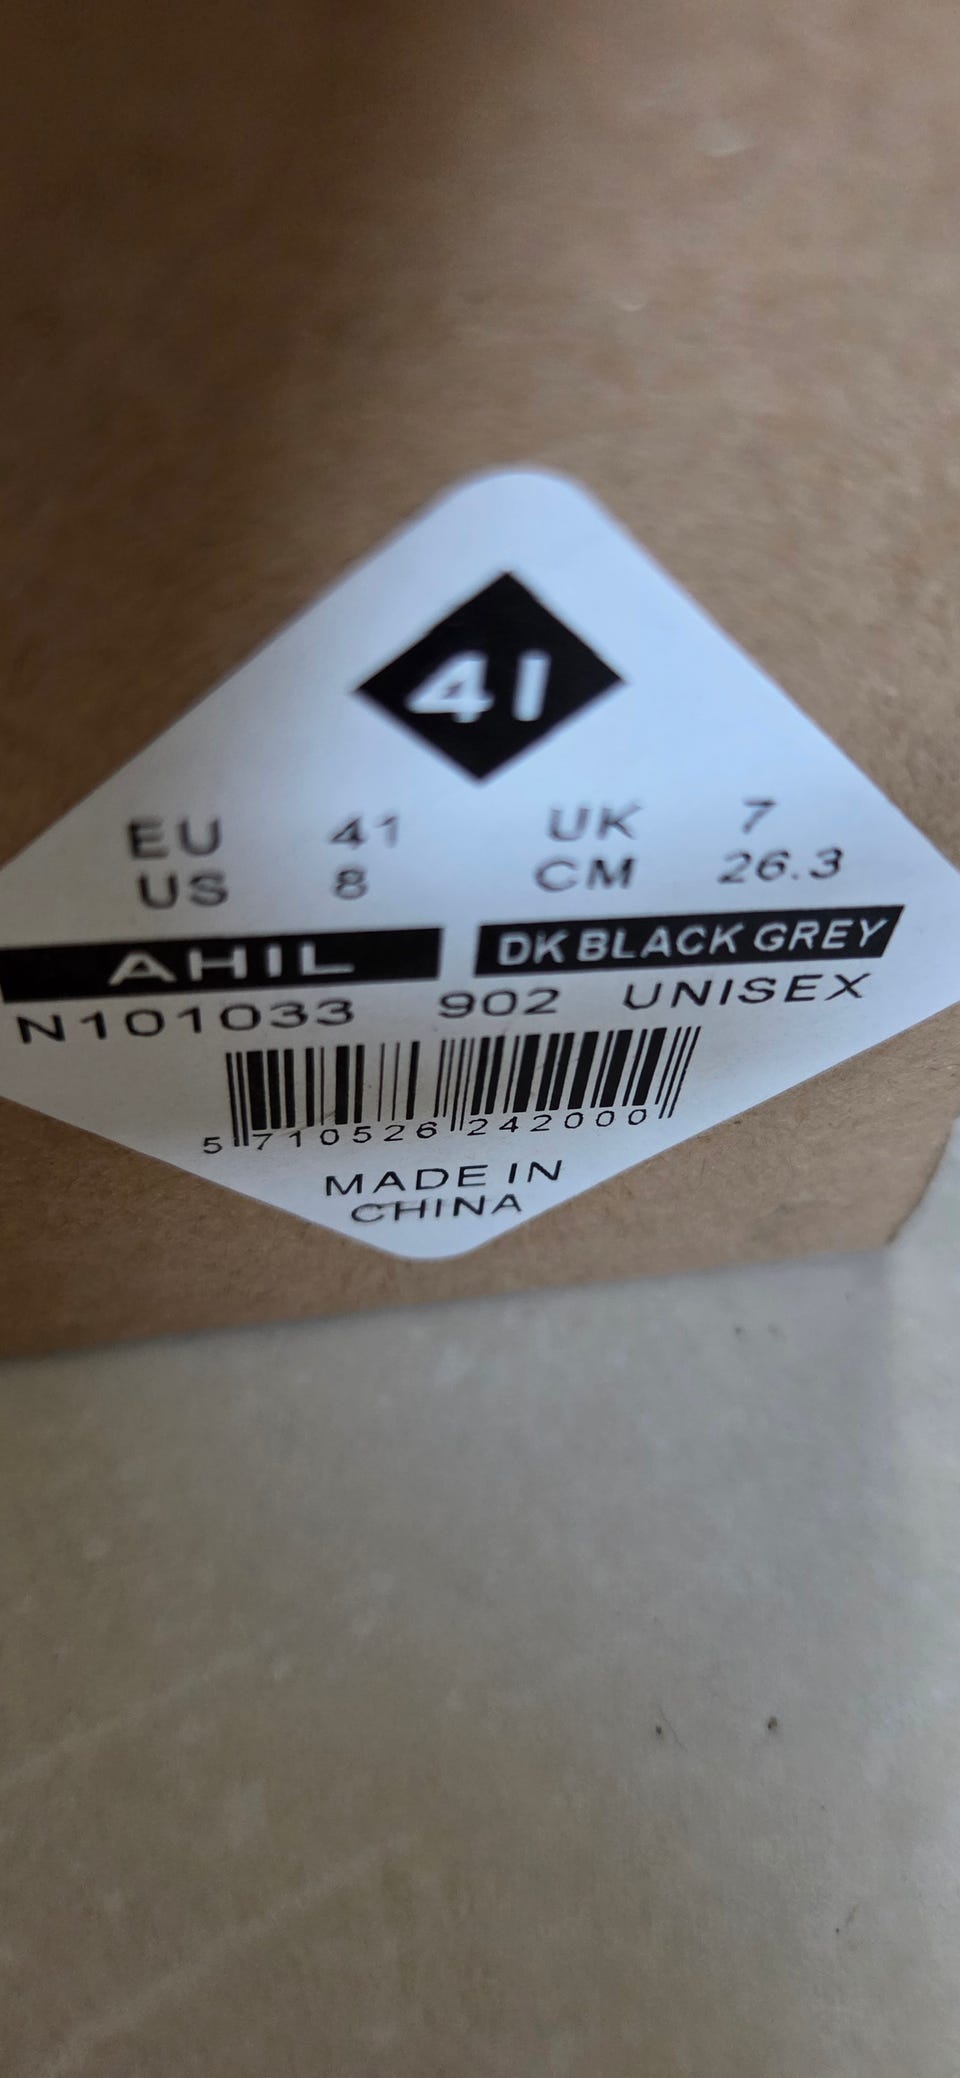 41
EU 41 UK 7
US 8 CM 26.3
AHIL DK BLACK GREY
N101033 902 UNISEX
5 710526 242000
MADE IN
CHINA